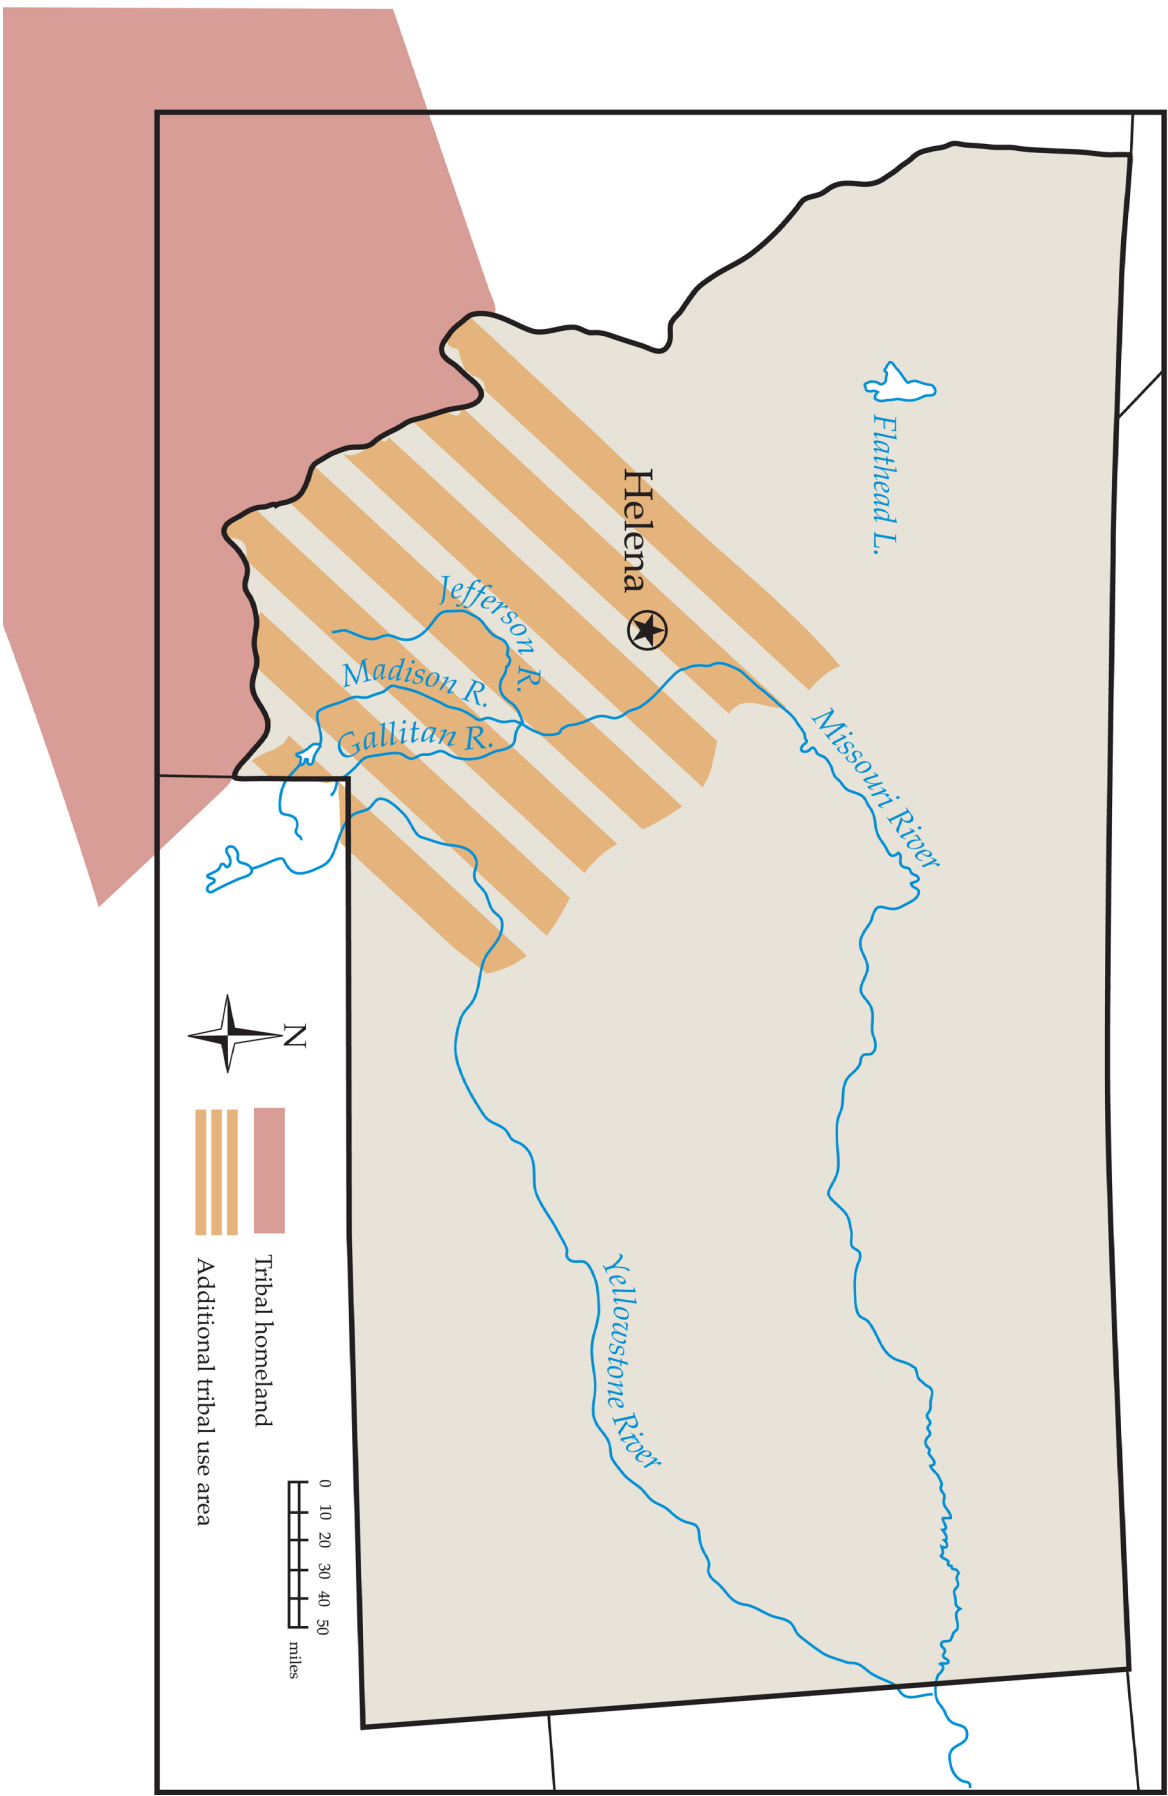 Flathead L.
Missouri River
Helena
Jefferson R.
Madison R.
Gallitan R.
Yellowstone River
N
Tribal homeland
Additional tribal use area
0 10 20 30 40 50
miles